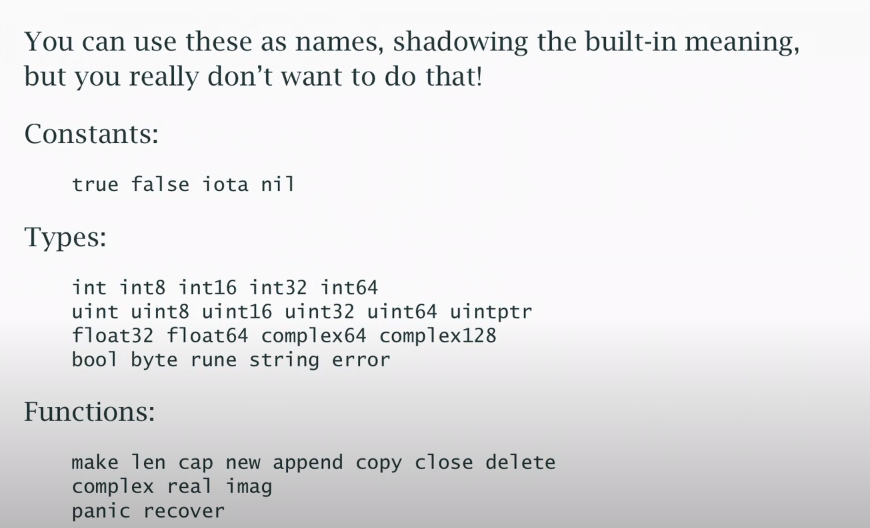 You can use these as names, shadowing the built-in meaning,
but you really don't want to do that!
Constants:
true false iota nil
Types:
int int8 int16 int32 int64
uint uint8 uint16 uint32 uint64 uintptr
float32 float64 complex64 complex128
bool byte rune string error
Functions:
make len cap new append copy close delete
complex real imag
panic recover